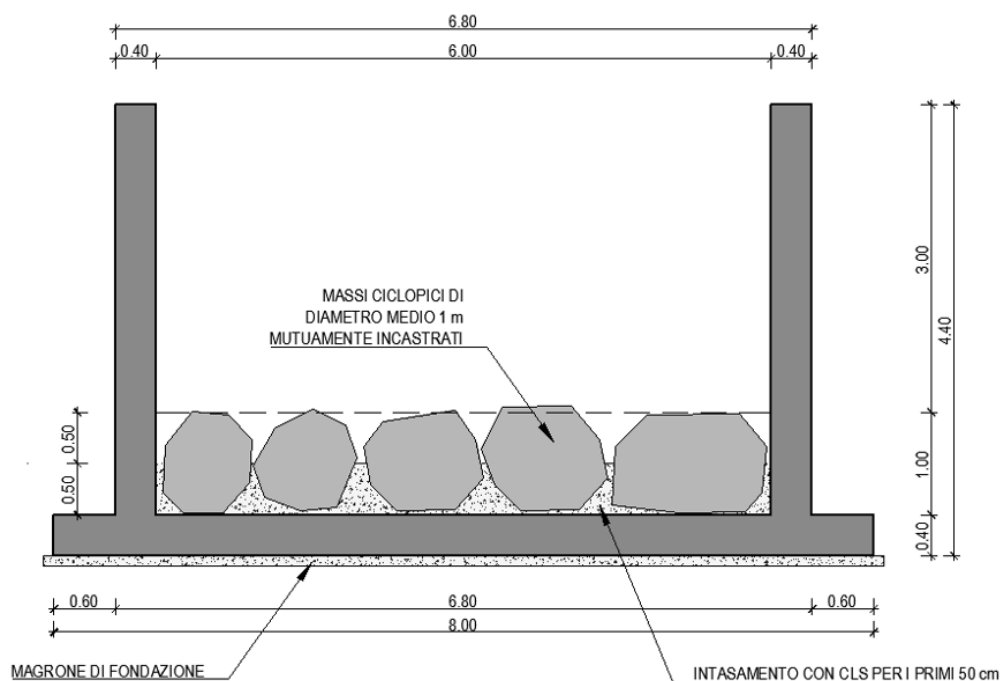 6.80
0.40
6.00
0.40
MASSI CICLOPICI DI
DIAMETRO MEDIO 1 m
MUTUAMENTE INCASTRATI
3.00
4.40
0.50
0.50
1.00
0.40
0.60
6.80
0.60
8.00
MAGRONE DI FONDAZIONE
INTASAMENTO CON CLS PER I PRIMI 50 cm